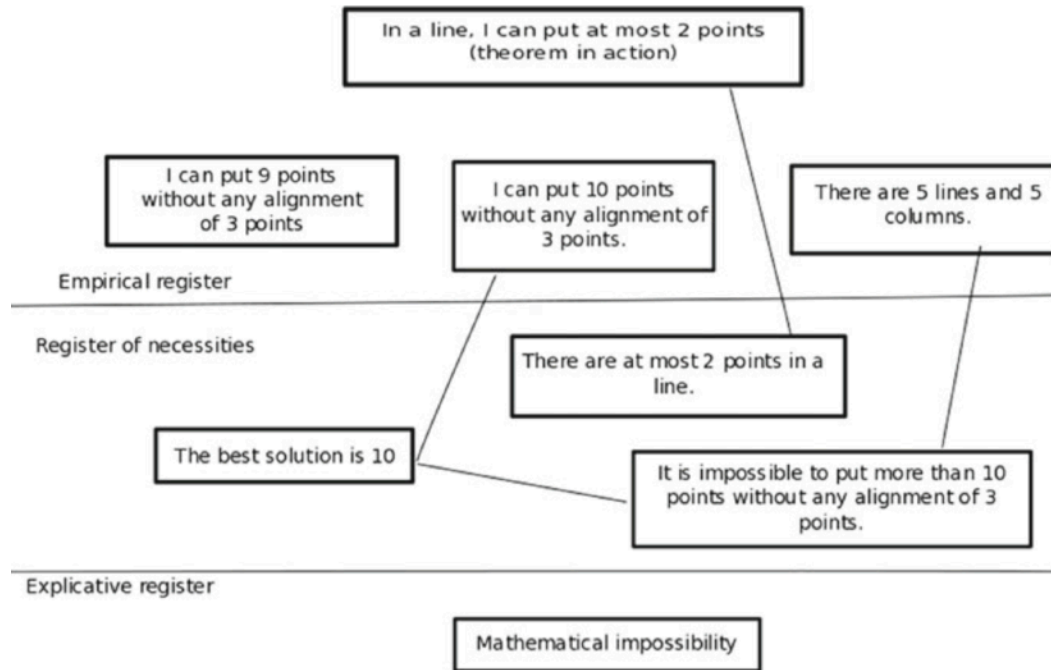 In a line, I can put at most 2 points
(theorem in action)
I can put 9 points
without any alignment
of 3 points
I can put 10 points
without any alignment of
3 points.
There are 5 lines and 5
columns.
Empirical register
Register of necessities
There are at most 2 points in a
line.
The best solution is 10
It is impossible to put more than 10
points without any alignment of 3
points.
Explicative register
Mathematical impossibility